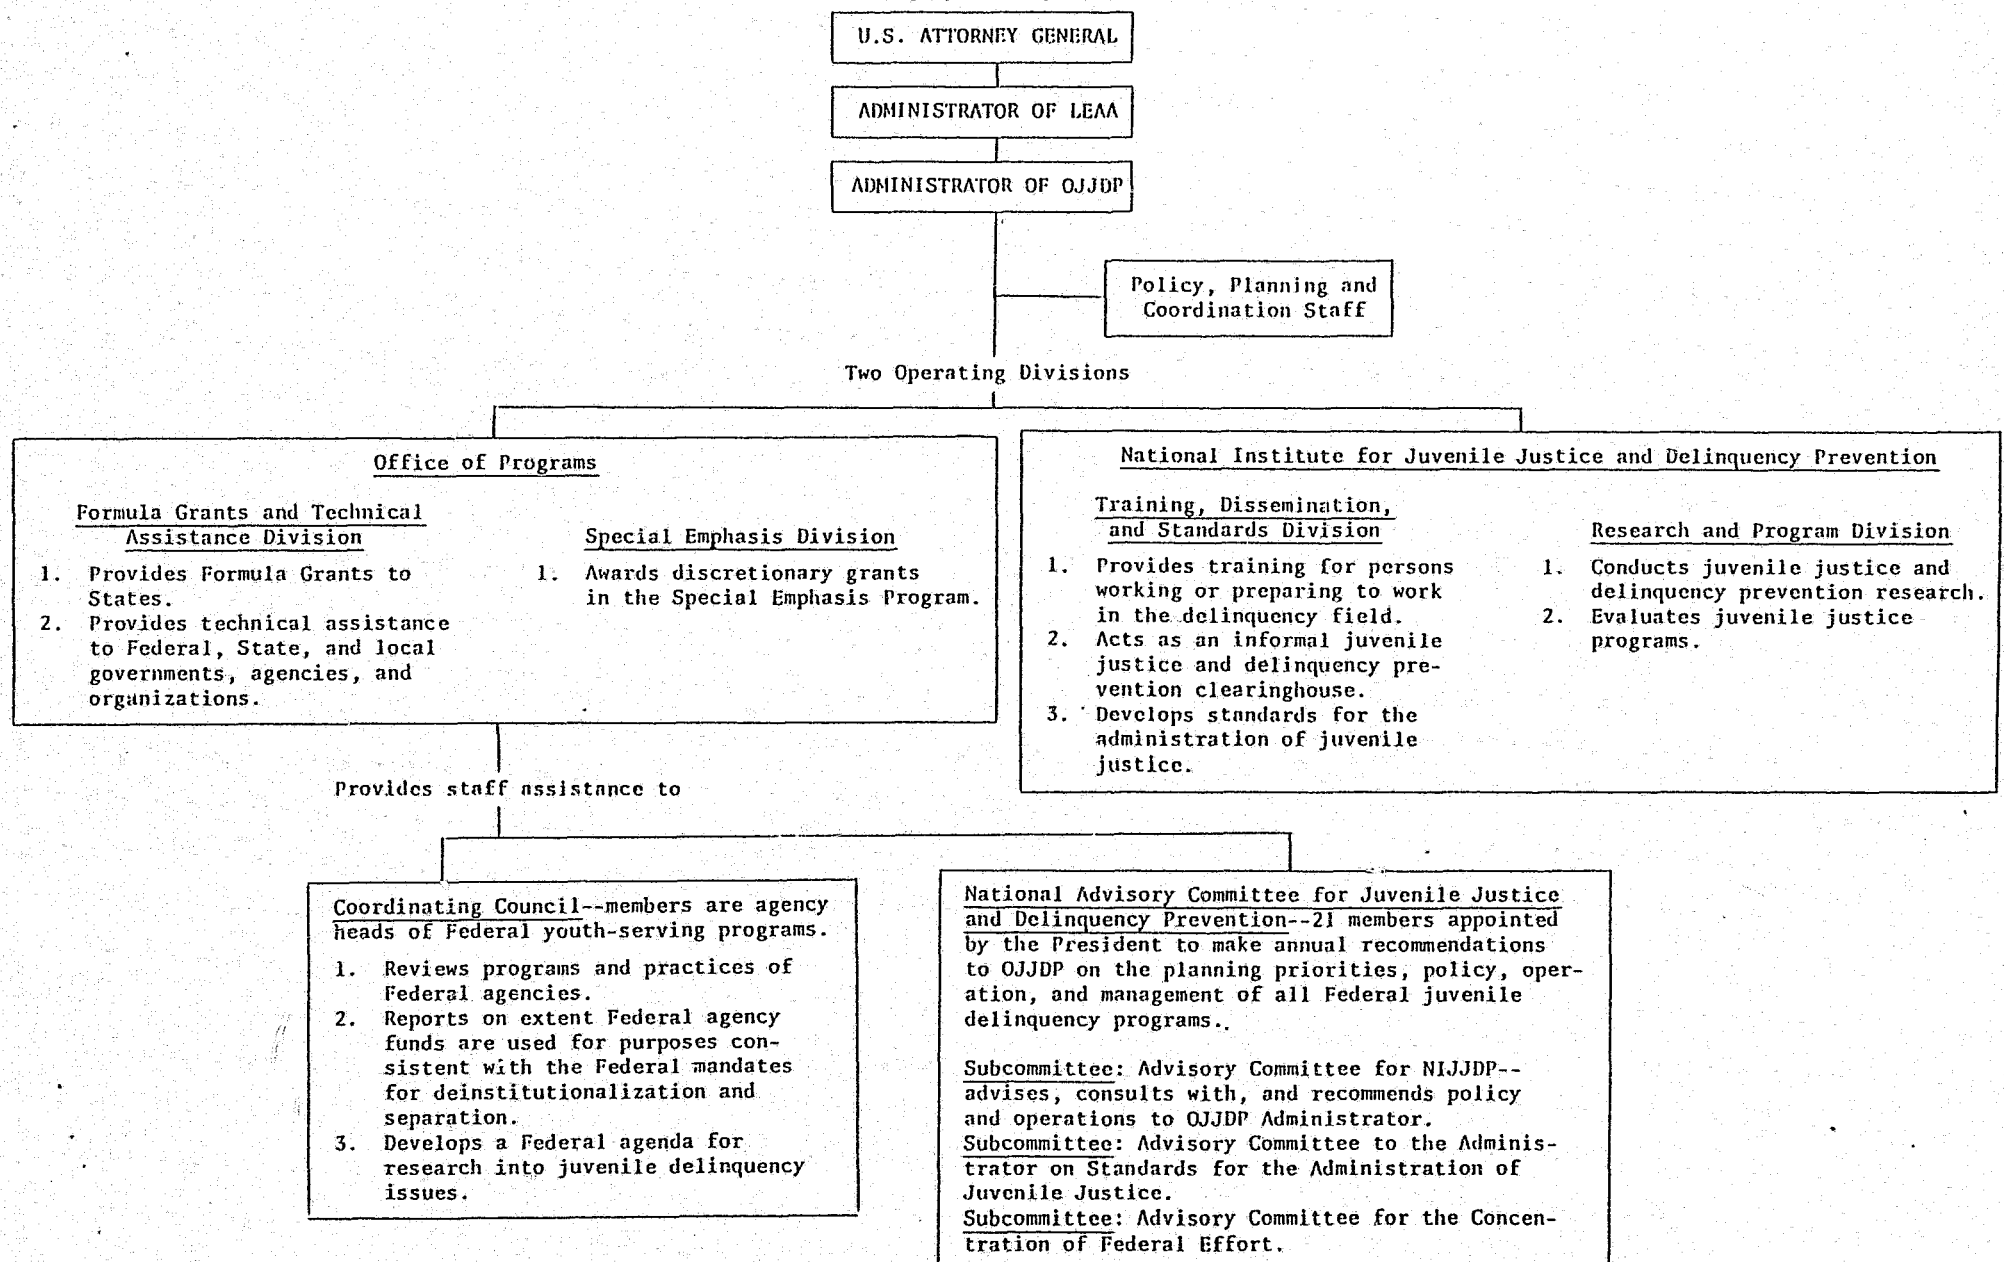 U.S. ATTORNEY GENERAL
ADMINISTRATOR OF LEAA
ADMINISTRATOR OF OJJDP
Policy, Planning and
Coordination Staff
Two Operating Divisions
Office of Programs
Formula Grants and Technical
Assistance Division
1. Provides Formula Grants to
States.
2. Provides technical assistance
to Federal, State, and local
governments, agencies, and
organizations.
Special Emphasis Division
1. Awards discretionary grants
in the Special Emphasis Program.
National Institute for Juvenile Justice and Delinquency Prevention
Training, Dissemination,
and Standards Division
1. Provides training for persons
working or preparing to work
in the delinquency field.
2. Acts as an informal juvenile
justice and delinquency pre-
vention clearinghouse.
3. Develops standards for the
administration of juvenile
justice.
Research and Program Division
1. Conducts juvenile justice and
delinquency prevention research.
2. Evaluates juvenile justice
programs.
Provides staff assistance to
Coordinating Council--members are agency
heads of Federal youth-serving programs.
1. Reviews programs and practices of
Federal agencies.
2. Reports on extent Federal agency
funds are used for purposes con-
sistent with the Federal mandates
for deinstitutionalization and
separation.
3. Develops a Federal agenda for
research into juvenile delinquency
issues.
National Advisory Committee for Juvenile Justice
and Delinquency Prevention--21 members appointed
by the President to make annual recommendations
to OJJDP on the planning priorities, policy, oper-
ation, and management of all Federal juvenile
delinquency programs..
Subcommittee: Advisory Committee for NIJJDP--
advises, consults with, and recommends policy
and operations to OJJDP Administrator.
Subcommittee: Advisory Committee to the Adminis-
trator on Standards for the Administration of
Juvenile Justice.
Subcommittee: Advisory Committee for the Concen-
tration of Federal Effort.